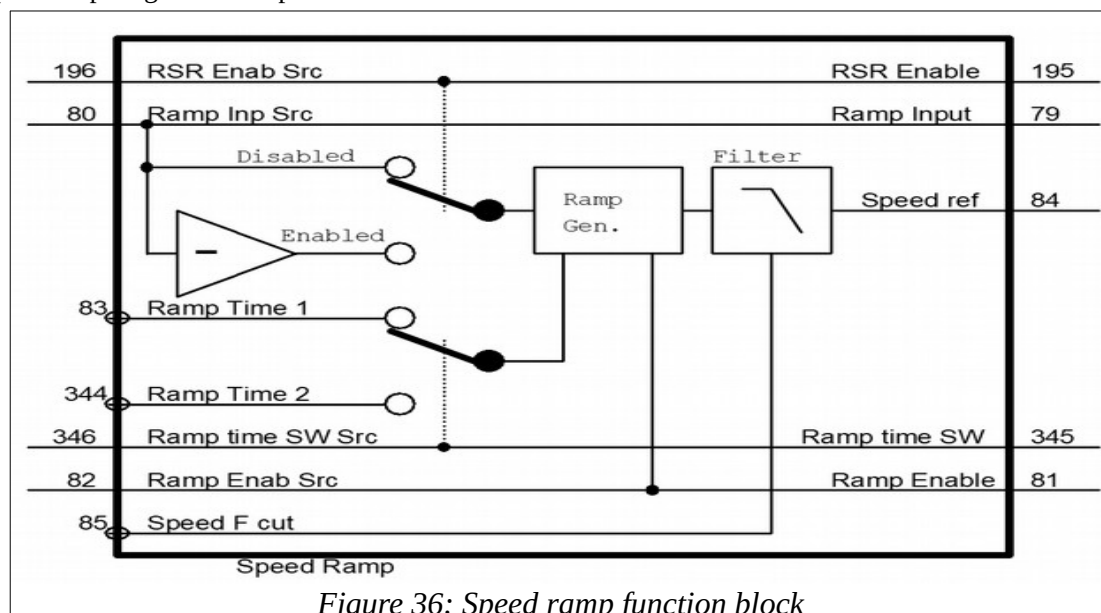 196 RSR Enab Src RSR Enable 195
80 Ramp Inp Src Ramp Input 79
Disabled Filter
Ramp Gen.
Speed ref 84
Enabled
83 Ramp Time 1
344 Ramp Time 2
346 Ramp time SW Src Ramp time SW 345
82 Ramp Enab Src Ramp Enable 81
85 Speed F cut
Speed Ramp
Figure 36: Speed ramp function block